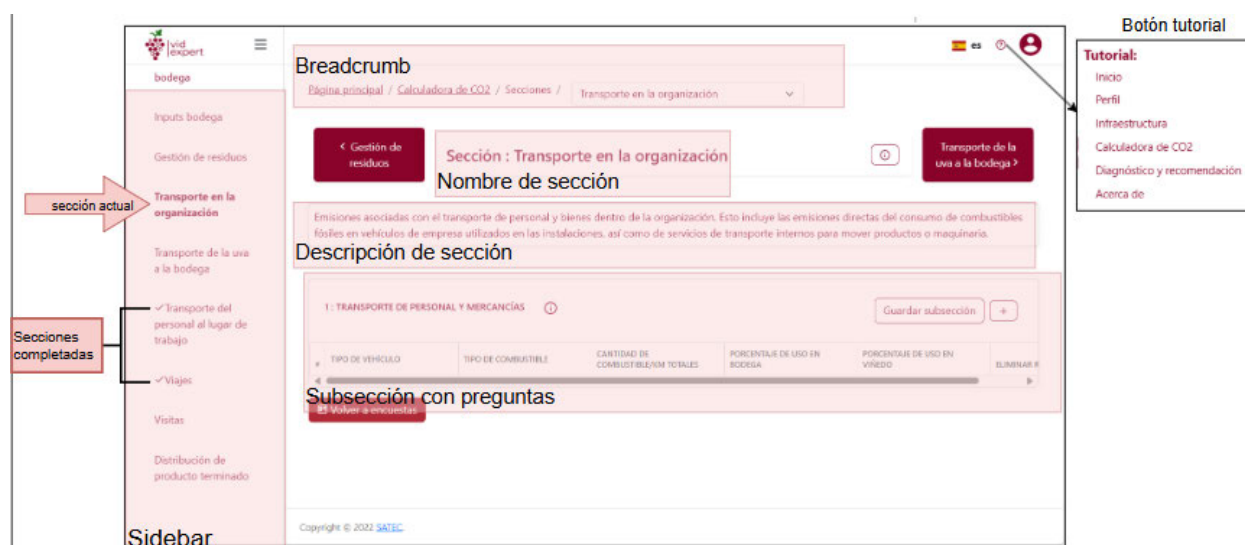 Botón tutorial
vid
expert
es
Tutorial:
Inicio
Perfil
Infraestructura
Calculadora de CO2
Diagnóstico y recomendación
Acerca de
bodega
Inputs bodega
Gestión de residuos
sección actual
Transporte en la
organización
Transporte de la uva
a la bodega
Secciones
completadas
✓Transporte del
personal al lugar de
trabajo
✓Viajes
Visitas
Distribución de
producto terminado
Sidebar
Breadcrumb
Página principal / Calculadora de CO2 / Secciones / Transporte en la organización
< Gestión de
residuos
Sección : Transporte en la organización
Nombre de sección
Transporte de la
uva a la bodega >
Emisiones asociadas con el transporte de personal y bienes dentro de la organización. Esto incluye las emisiones directas del consumo de combustibles
fósiles en vehículos de empresa utilizados en las instalaciones, así como de servicios de transporte internos para mover productos o maquinaria.
Descripción de sección
1 : TRANSPORTE DE PERSONAL Y MERCANCÍAS
Guardar subsección
+
# TIPO DE VEHÍCULO TIPO DE COMBUSTIBLE CANTIDAD DE
COMBUSTIBLE/KM TOTALES PORCENTAJE DE USO EN
BODEGA PORCENTAJE DE USO EN
VIÑEDO ELIMINAR
Subsección con preguntas
Volver a encuestas
Copyright © 2022 SATEC.